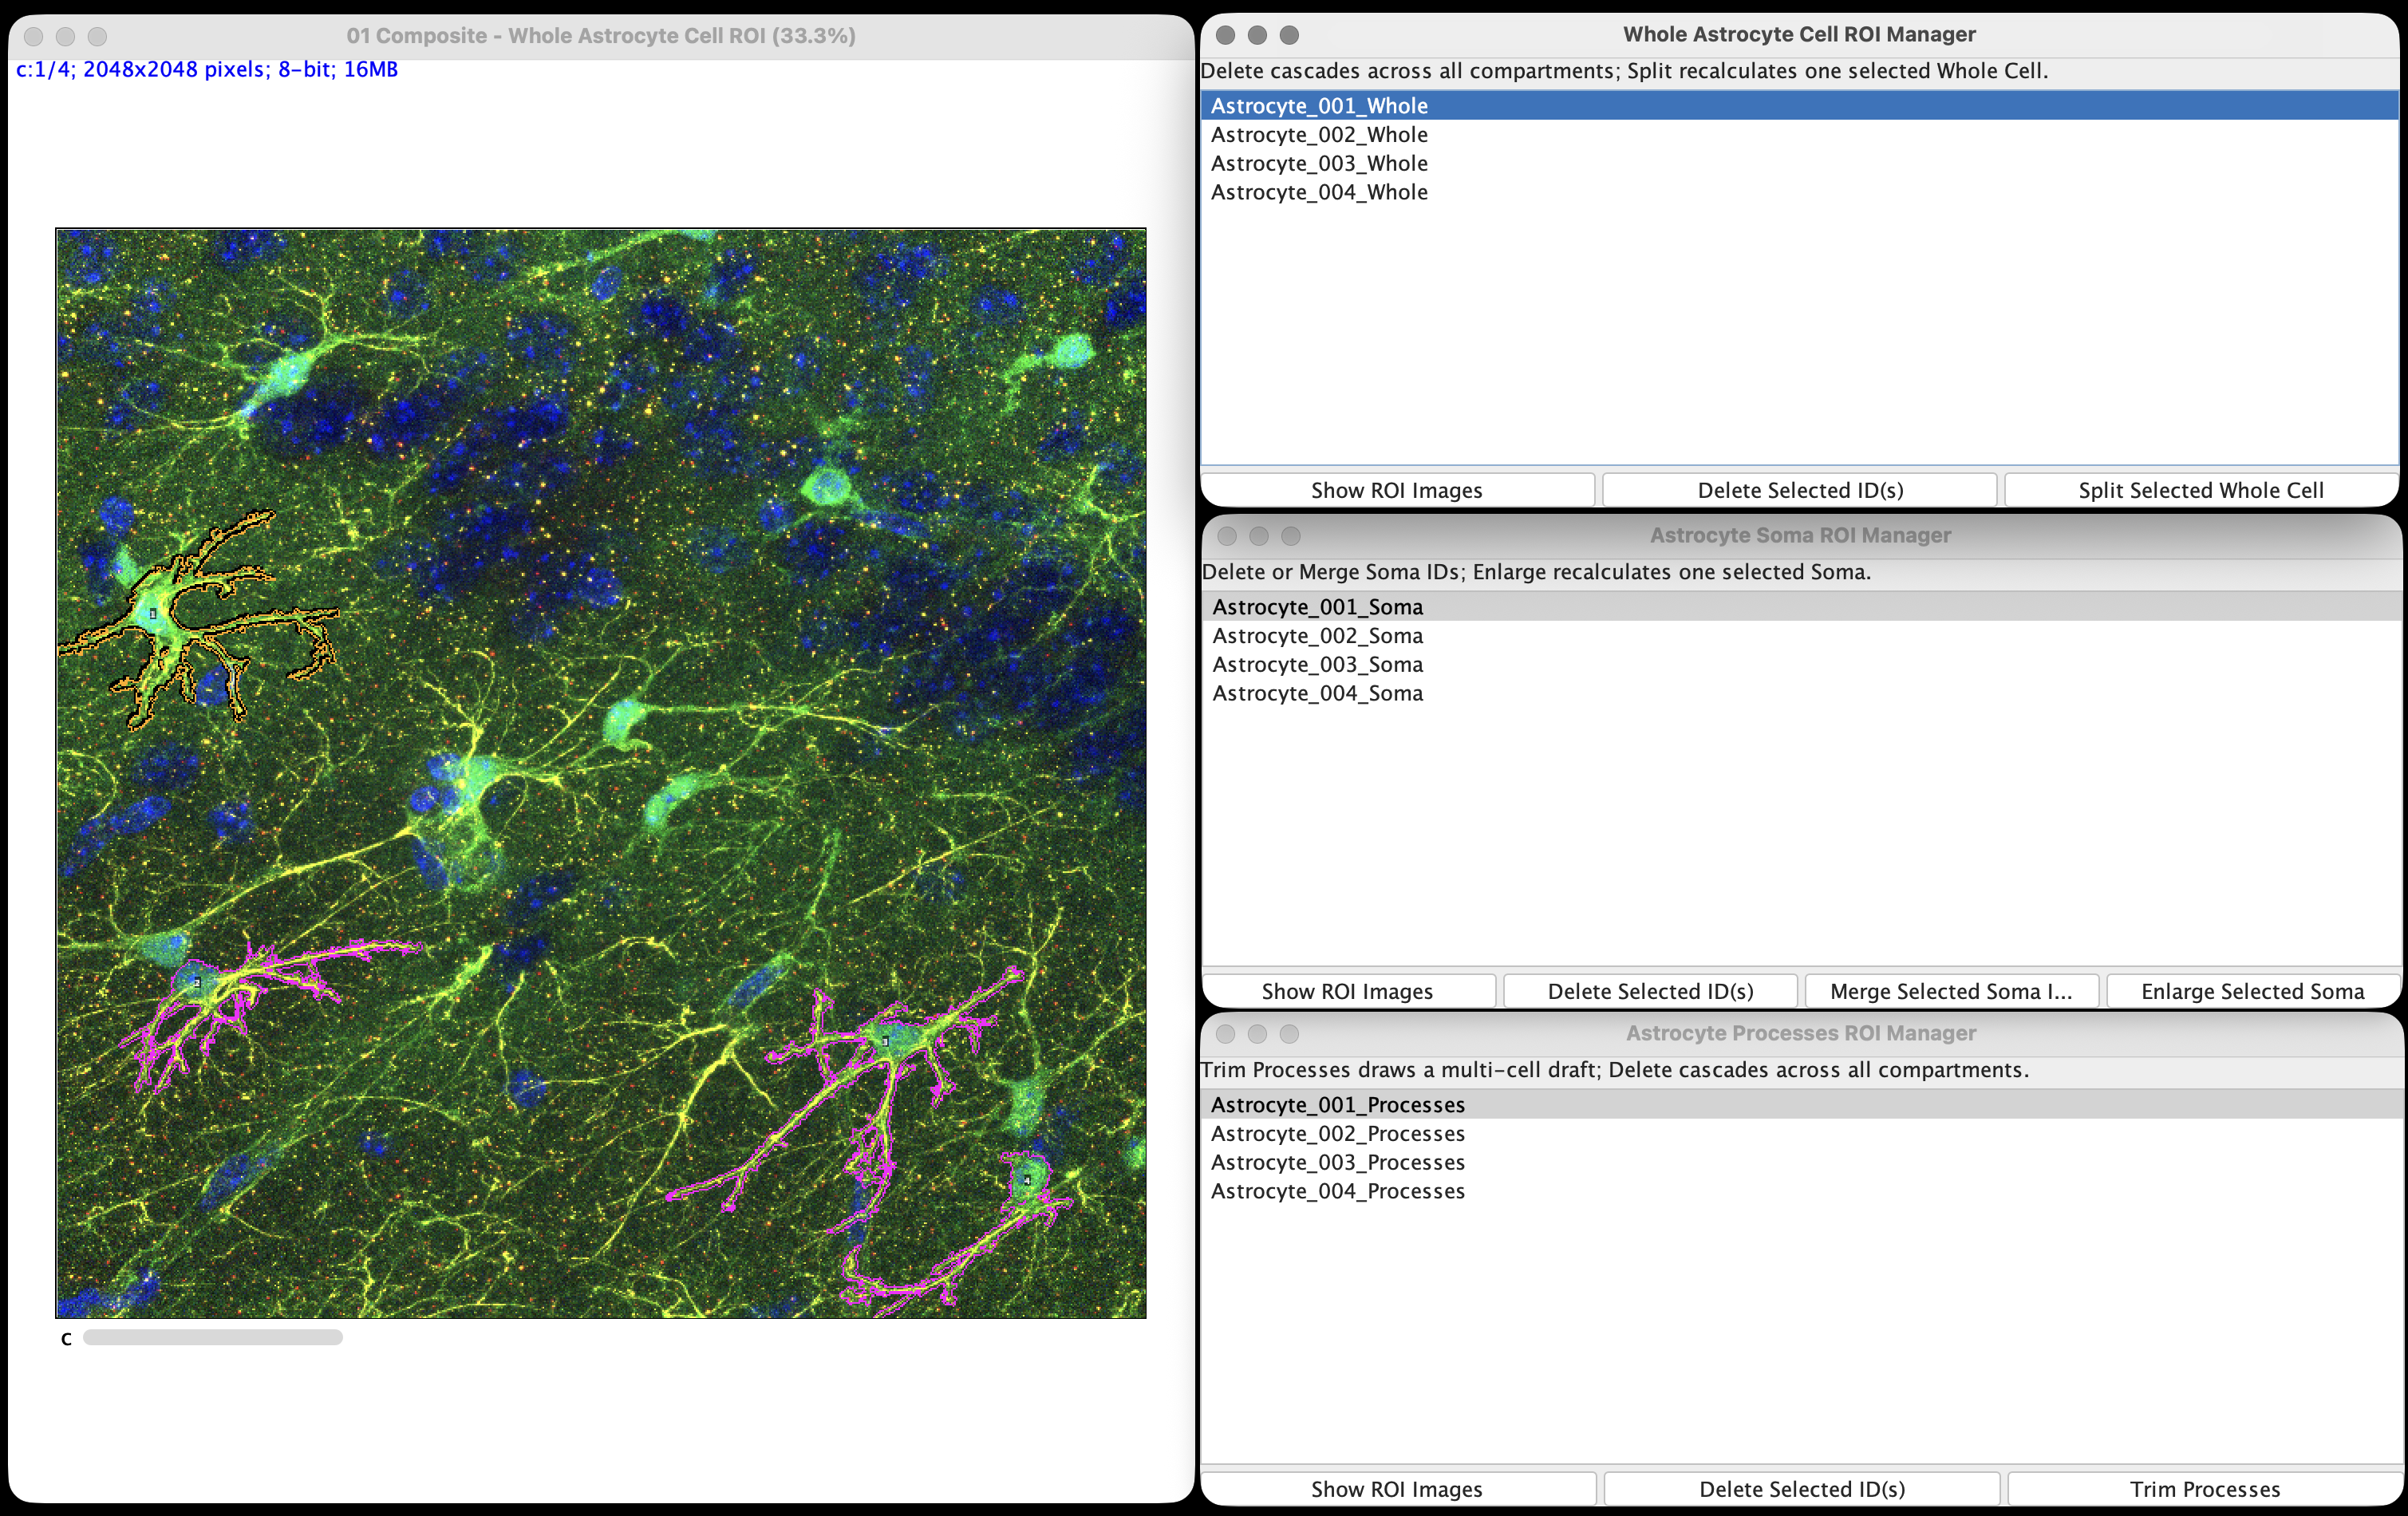 01 Composite - Whole Astrocyte Cell ROI (33.3%)
c:1/4; 2048x2048 pixels; 8-bit; 16MB
1
2
3
4
c
Whole Astrocyte Cell ROI Manager
Delete cascades across all compartments; Split recalculates one selected Whole Cell.
Astrocyte_001_Whole
Astrocyte_002_Whole
Astrocyte_003_Whole
Astrocyte_004_Whole
Show ROI Images
Delete Selected ID(s)
Split Selected Whole Cell
Astrocyte Soma ROI Manager
Delete or Merge Soma IDs; Enlarge recalculates one selected Soma.
Astrocyte_001_Soma
Astrocyte_002_Soma
Astrocyte_003_Soma
Astrocyte_004_Soma
Show ROI Images
Delete Selected ID(s)
Merge Selected Soma I...
Enlarge Selected Soma
Astrocyte Processes ROI Manager
Trim Processes draws a multi-cell draft; Delete cascades across all compartments.
Astrocyte_001_Processes
Astrocyte_002_Processes
Astrocyte_003_Processes
Astrocyte_004_Processes
Show ROI Images
Delete Selected ID(s)
Trim Processes